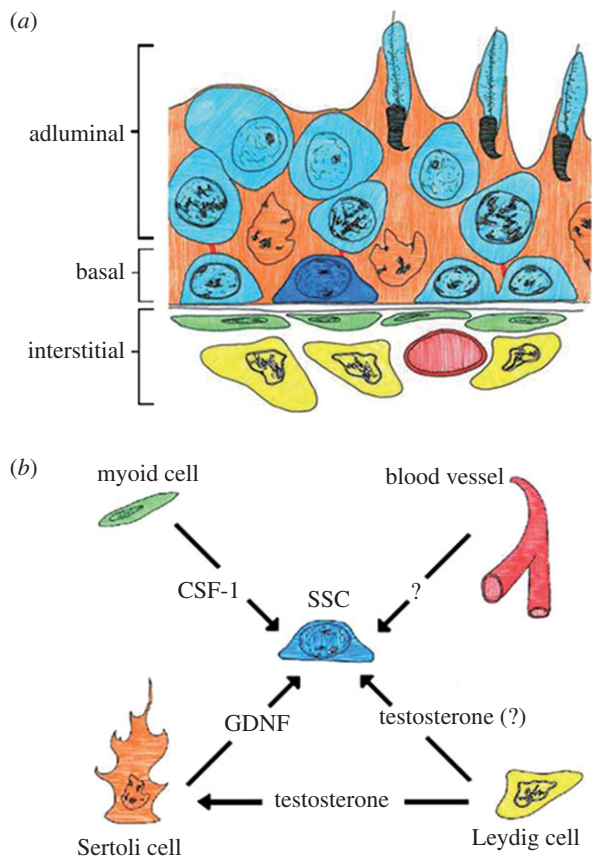 (a)
adluminal
basal
interstitial
(b)
myoid cell
blood vessel
CSF-1
SSC
?
GDNF
testosterone (?)
testosterone
Sertoli cell
Leydig cell